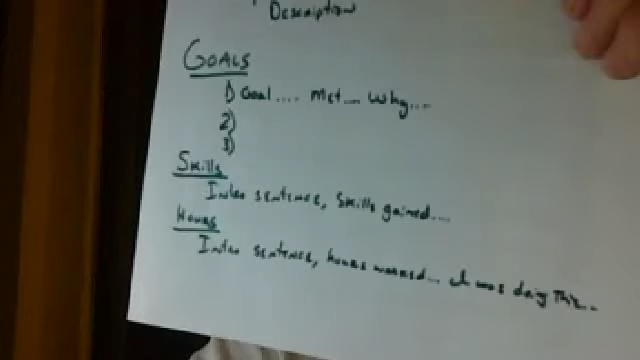 Description
Goals
1) Goal.... Met... Why...
2)
3)
Skills
Intro sentence, skills gained...
Hours
Intro sentence, hours worked... I was doing this..